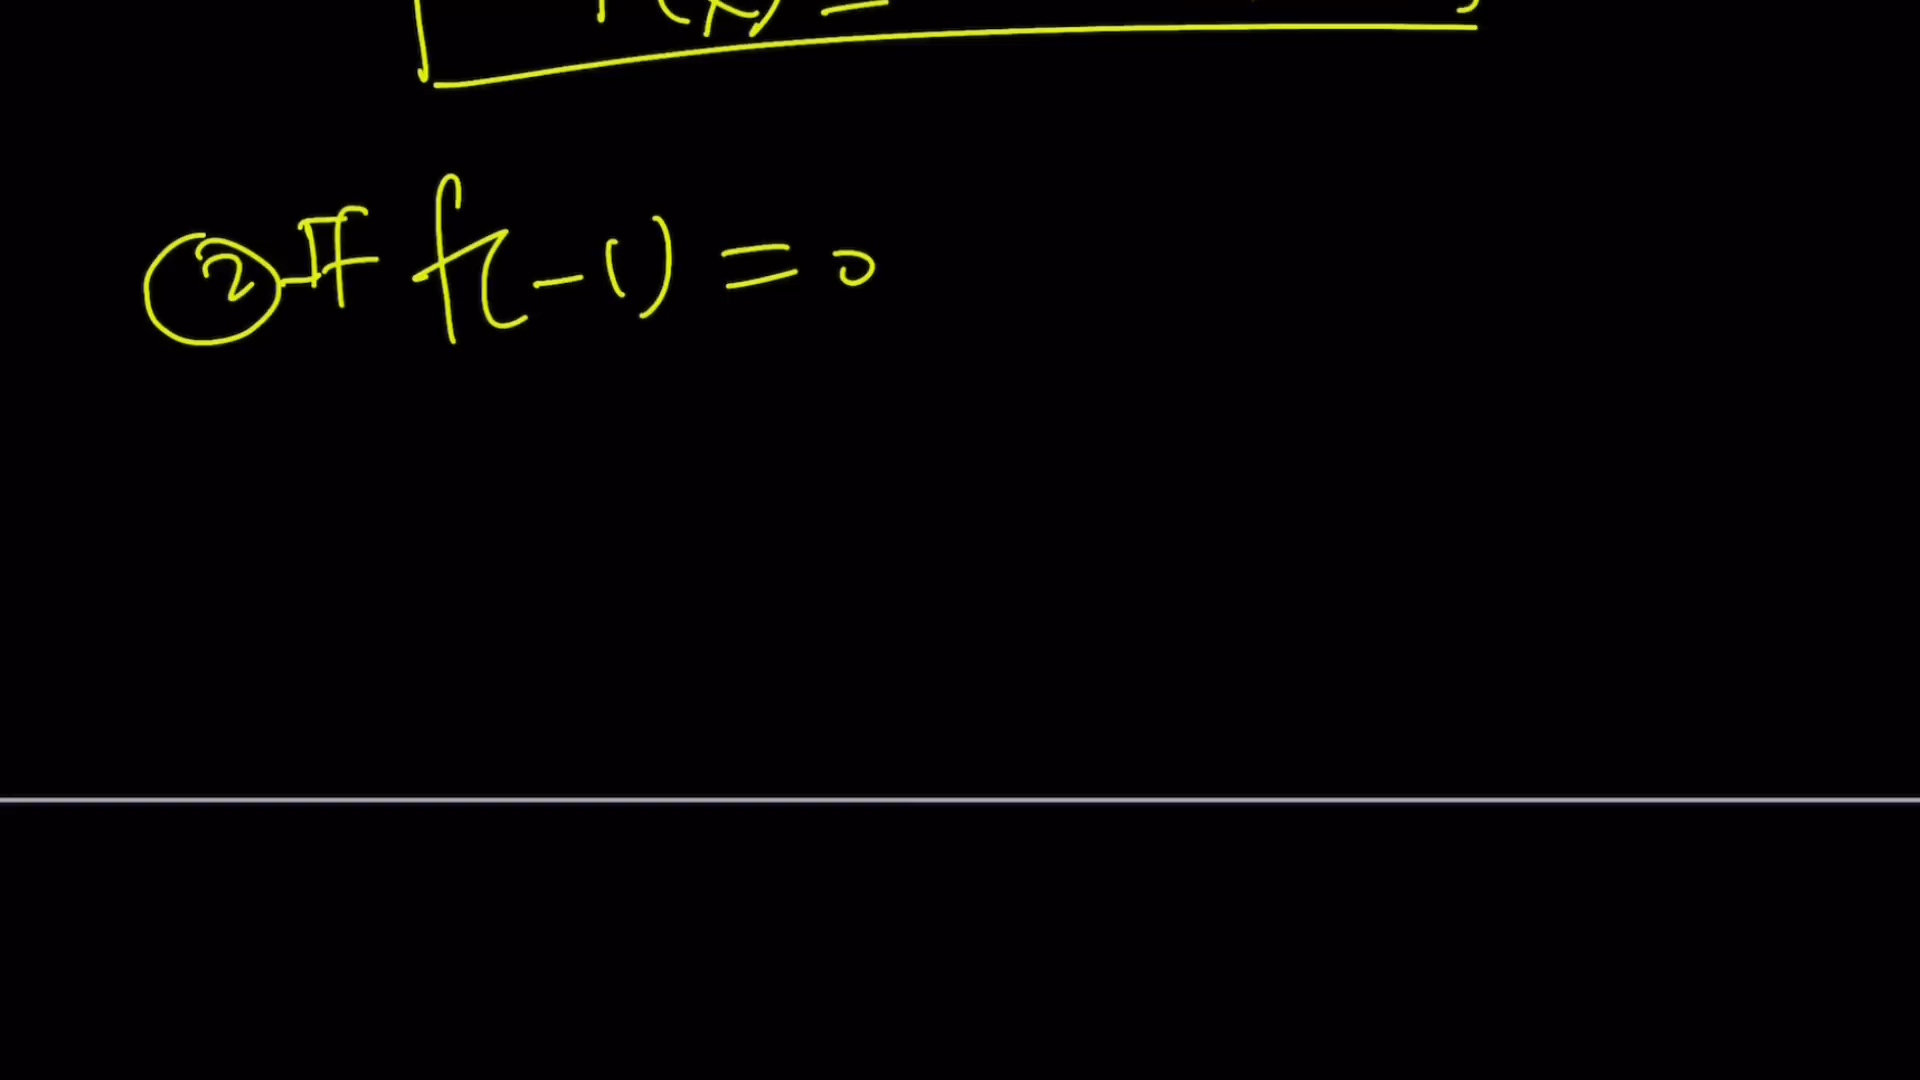 f(x) =
② If f(-1) = 0